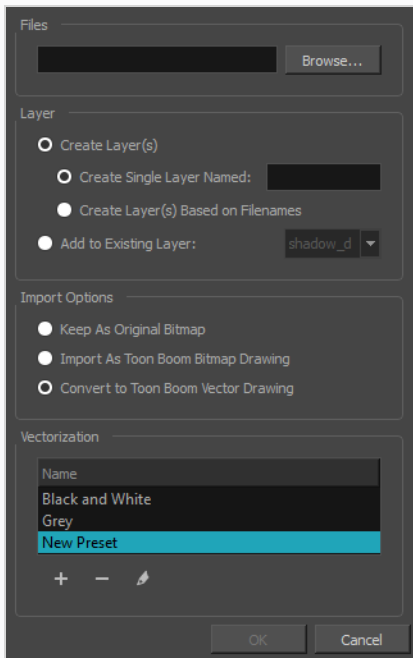 Files
Browse...
Layer
Create Layer(s)
Create Single Layer Named:
Create Layer(s) Based on Filenames
Add to Existing Layer: shadow_d
Import Options
Keep As Original Bitmap
Import As Toon Boom Bitmap Drawing
Convert to Toon Boom Vector Drawing
Vectorization
Name
Black and White
Grey
New Preset
OK Cancel